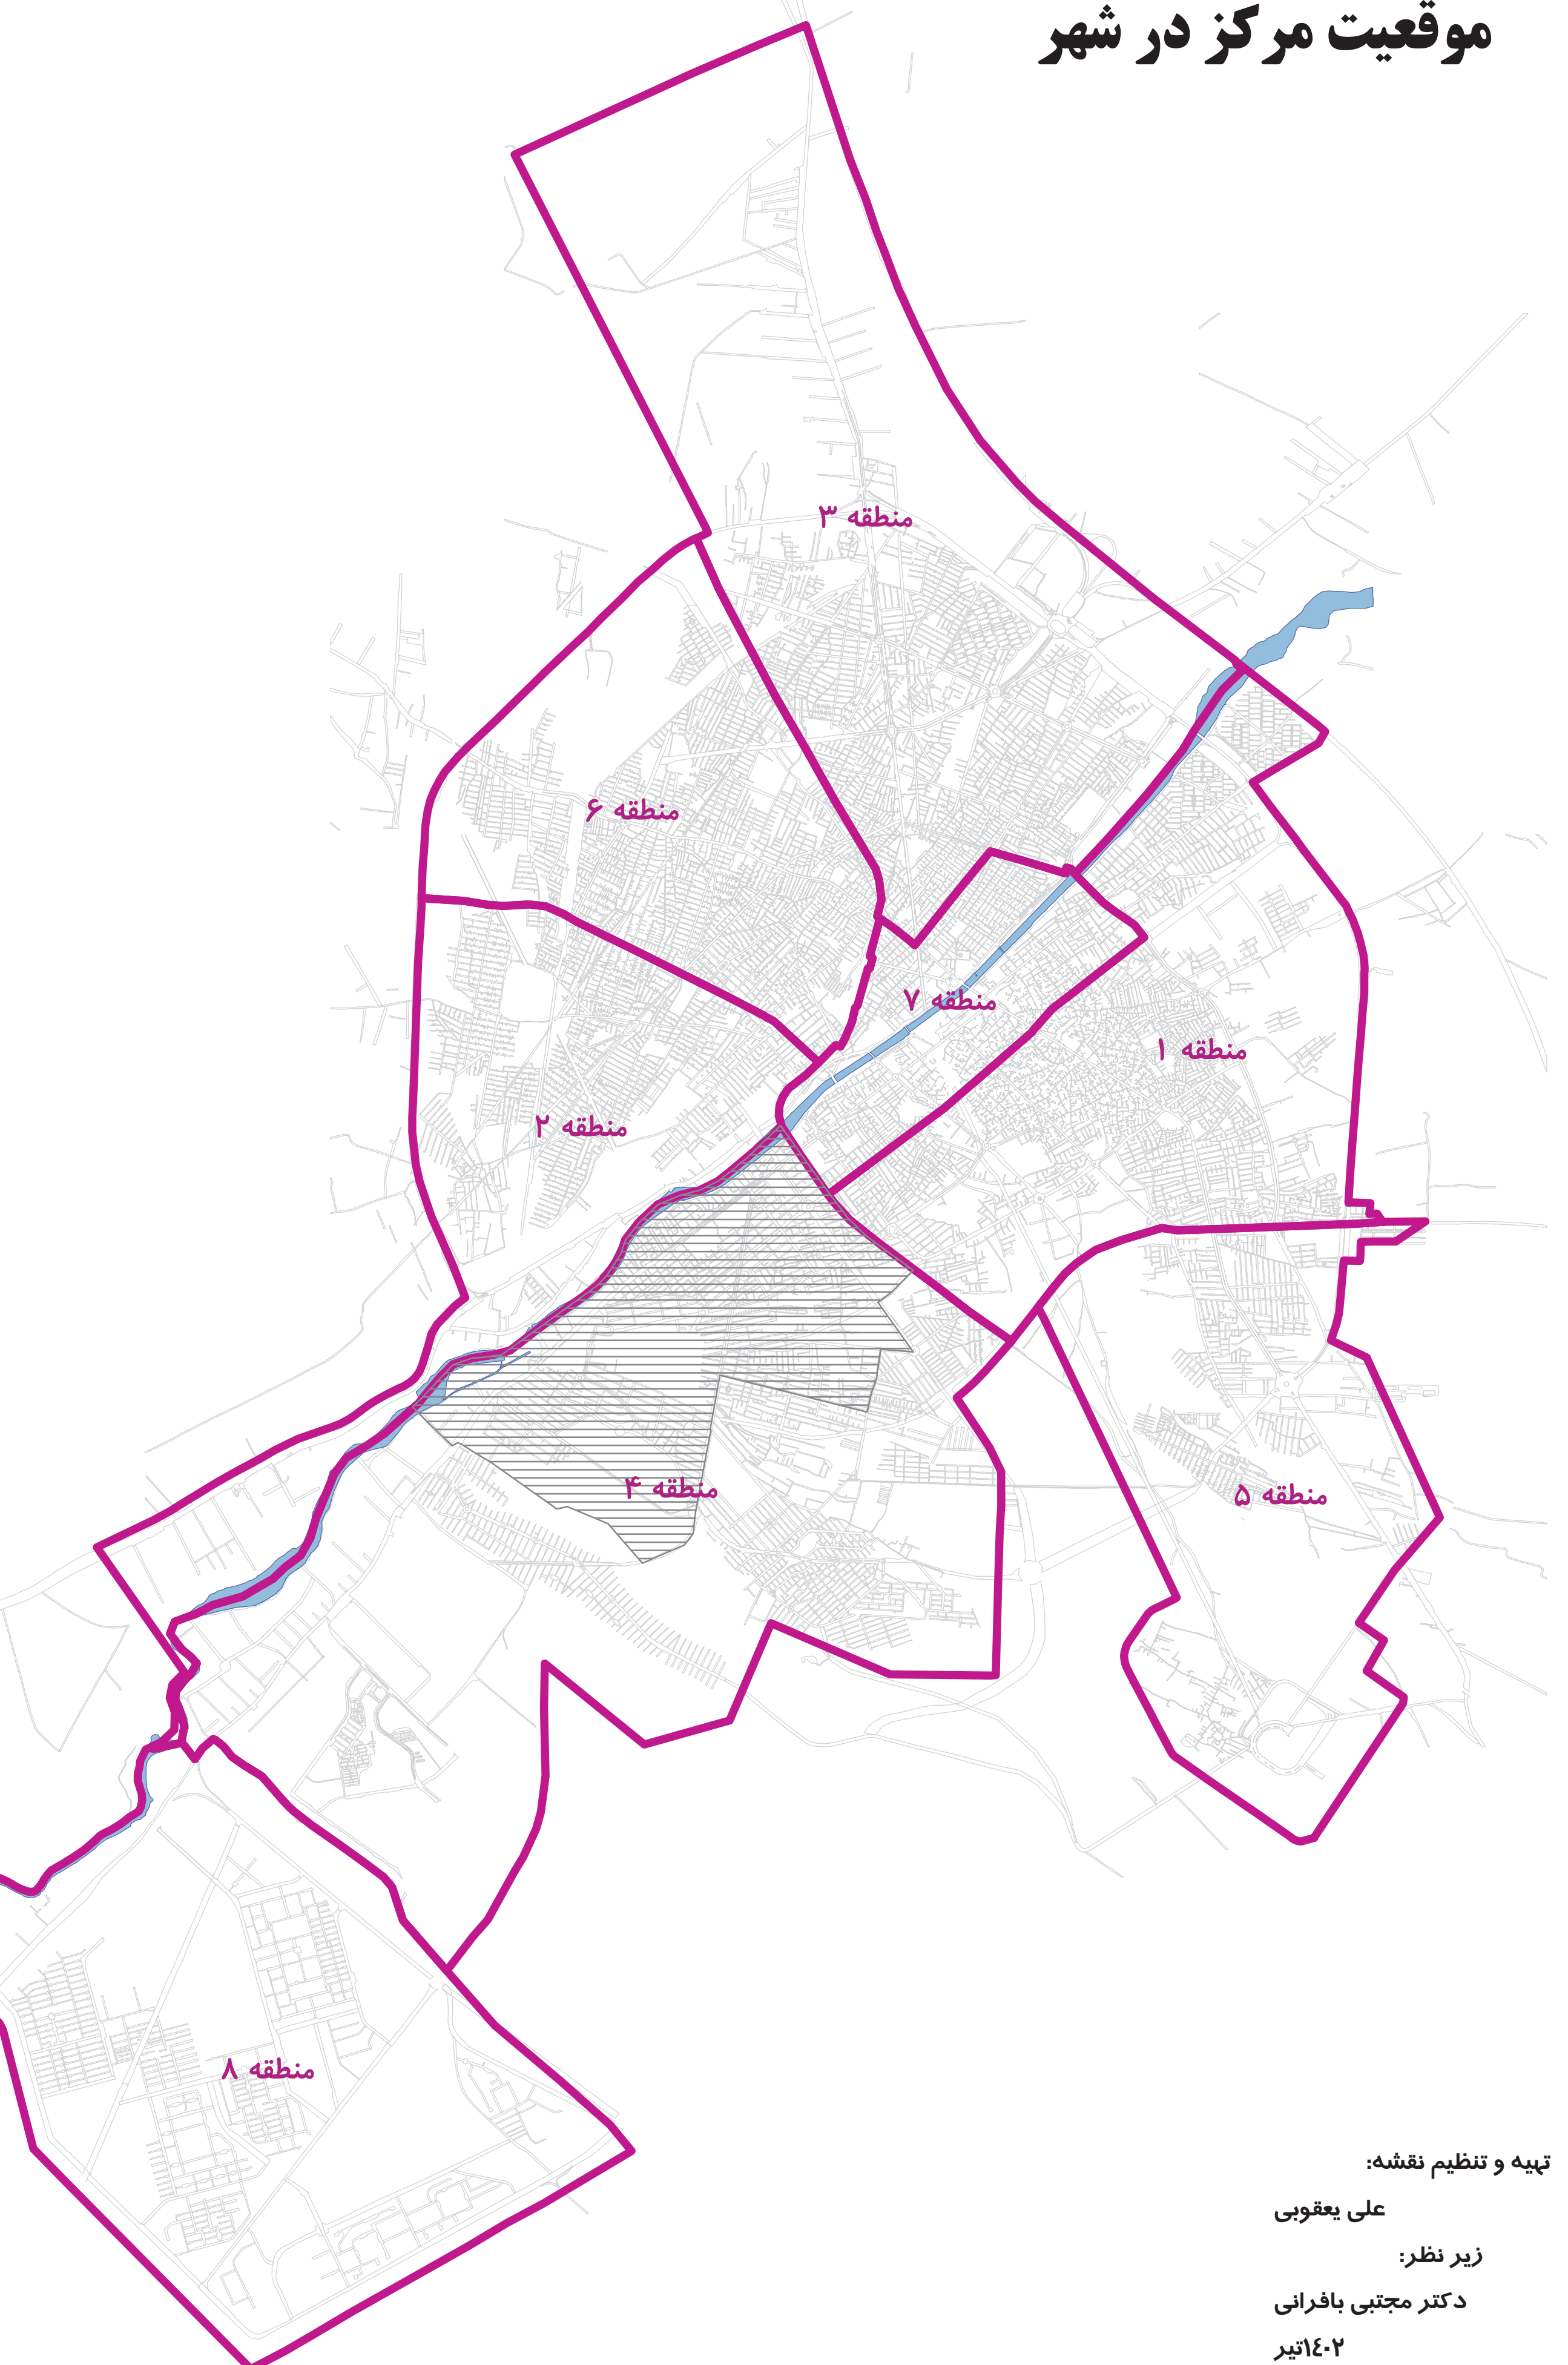 موقعیت مرکز در شهر
منطقه ۳
منطقه ۶
منطقه ۷
منطقه ۱
منطقه ۲
منطقه ۴
منطقه ۵
منطقه ۸
تهیه و تنظیم نقشه:
علی یعقوبی
زیر نظر:
دکتر مجتبی بافرانی
تیر۱۴۰۲